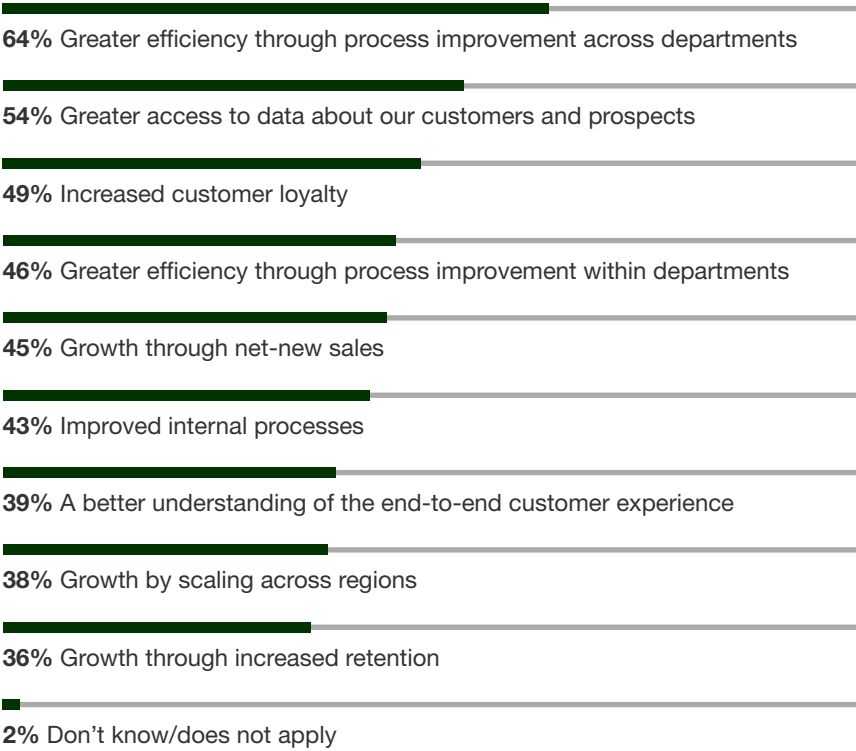 64% Greater efficiency through process improvement across departments
54% Greater access to data about our customers and prospects
49% Increased customer loyalty
46% Greater efficiency through process improvement within departments
45% Growth through net-new sales
43% Improved internal processes
39% A better understanding of the end-to-end customer experience
38% Growth by scaling across regions
36% Growth through increased retention
2% Don’t know/does not apply